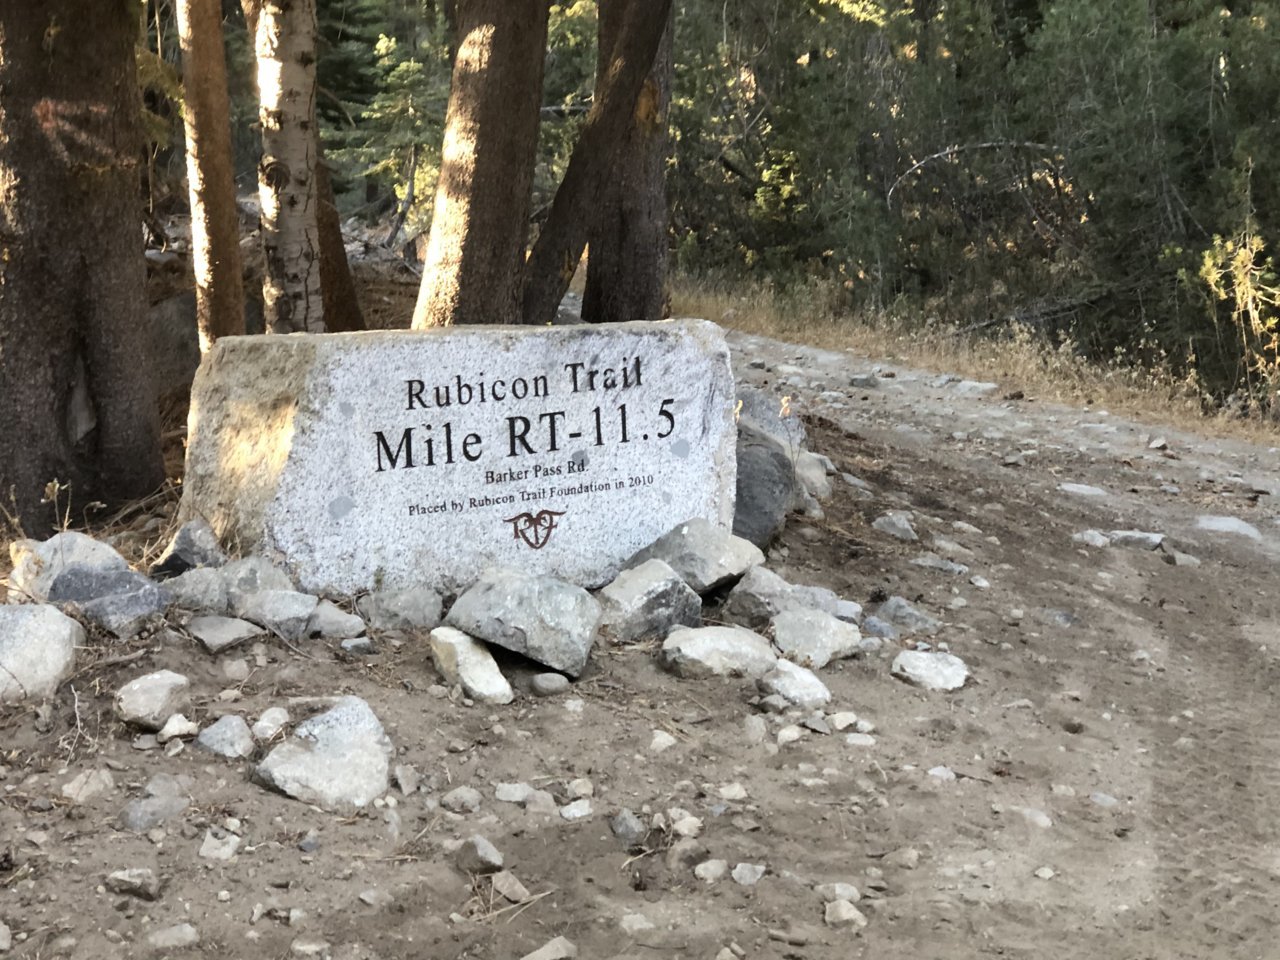 Rubicon Trail
Mile RT-11.5
Barker Pass Rd.
Placed by Rubicon Trail Foundation in 2010
RTF